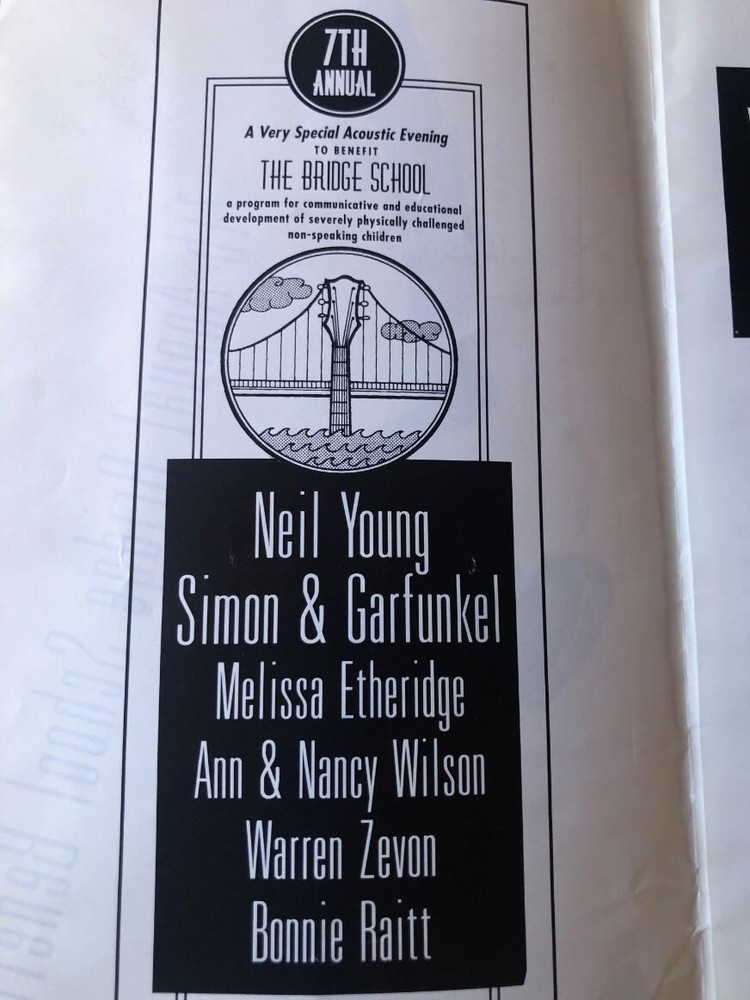 7TH
ANNUAL
A Very Special Acoustic Evening
TO BENEFIT
THE BRIDGE SCHOOL
a program for communicative and educational
development of severely physically challenged
non-speaking children
Neil Young
Simon & Garfunkel
Melissa Etheridge
Ann & Nancy Wilson
Warren Zevon
Bonnie Raitt